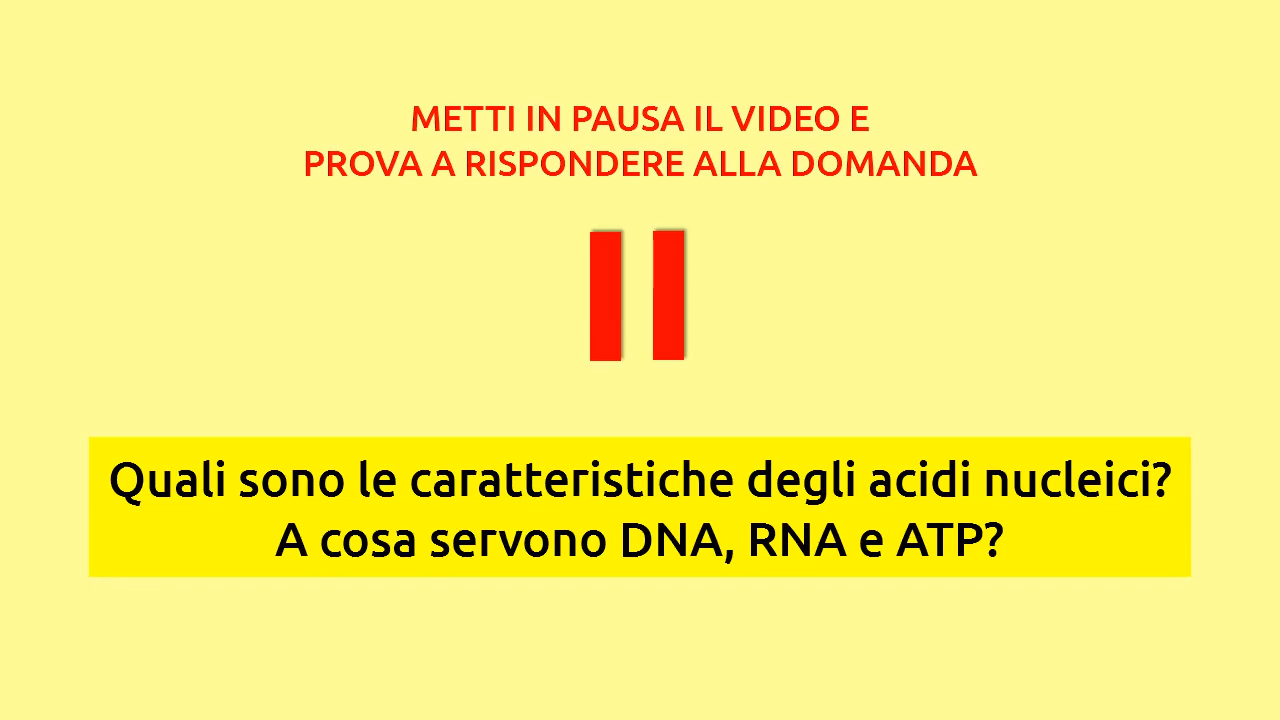 METTI IN PAUSA IL VIDEO E
PROVA A RISPONDERE ALLA DOMANDA
Quali sono le caratteristiche degli acidi nucleici?
A cosa servono DNA, RNA e ATP?